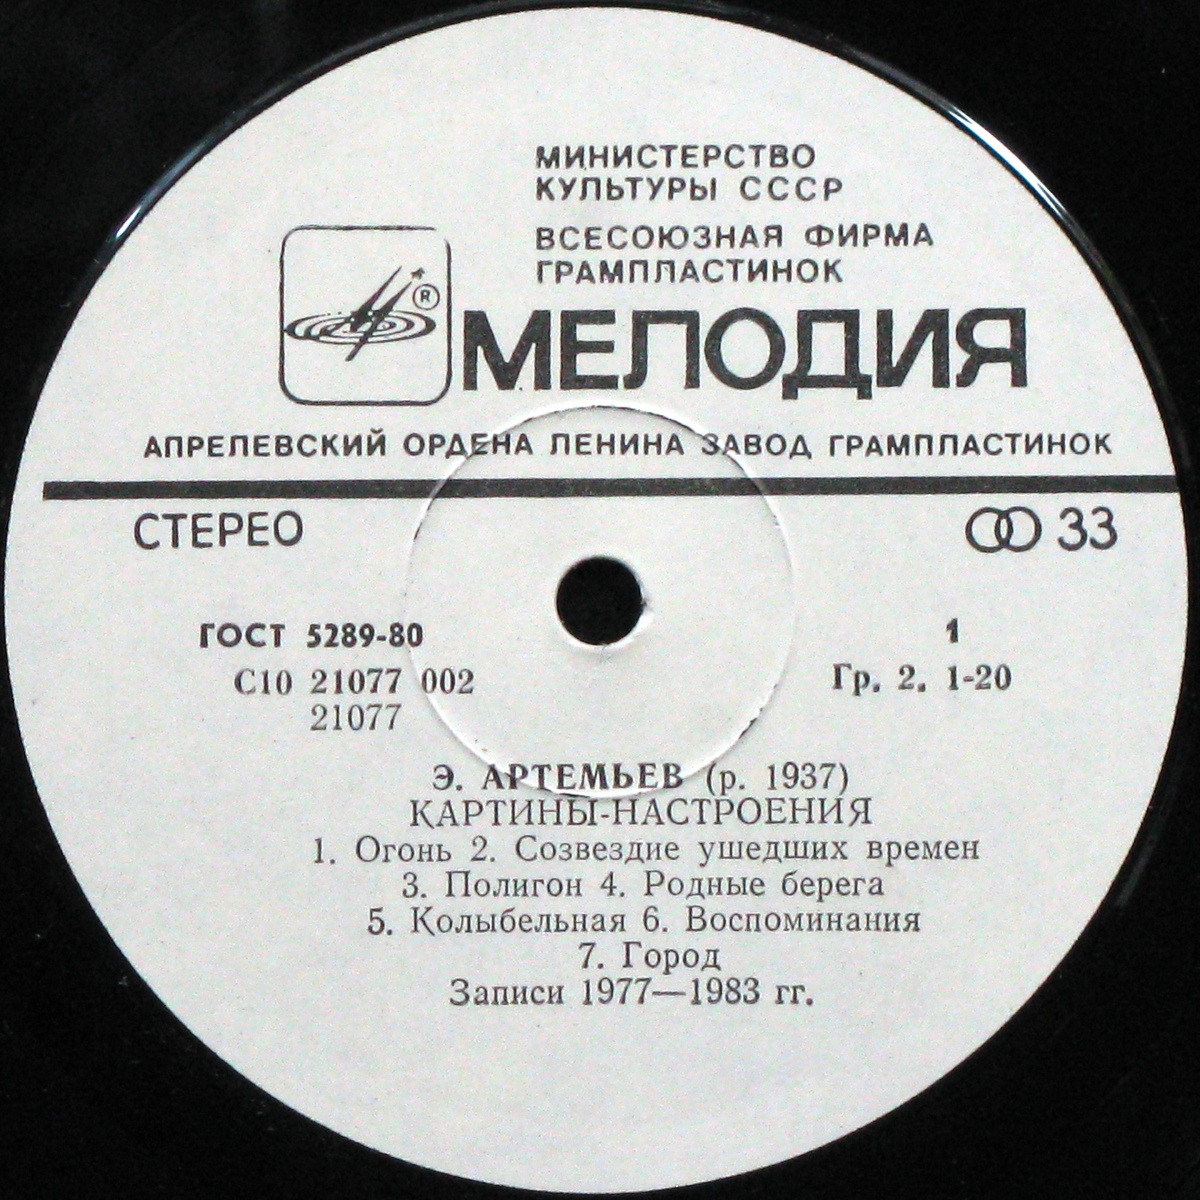 МИНИСТЕРСТВО
КУЛЬТУРЫ СССР
ВСЕСОЮЗНАЯ ФИРМА
ГРАМПЛАСТИНОК
®
МЕЛОДИЯ
АПРЕЛЕВСКИЙ ОРДЕНА ЛЕНИНА ЗАВОД ГРАМПЛАСТИНОК
СТЕРЕО 33
ГОСТ 5289-80 1
С10 21077 002 Гр. 2. 1-20
21077
Э. АРТЕМЬЕВ (р. 1937)
КАРТИНЫ-НАСТРОЕНИЯ
1. Огонь 2. Созвездие ушедших времен
3. Полигон 4. Родные берега
5. Колыбельная 6. Воспоминания
7. Город
Записи 1977—1983 гг.